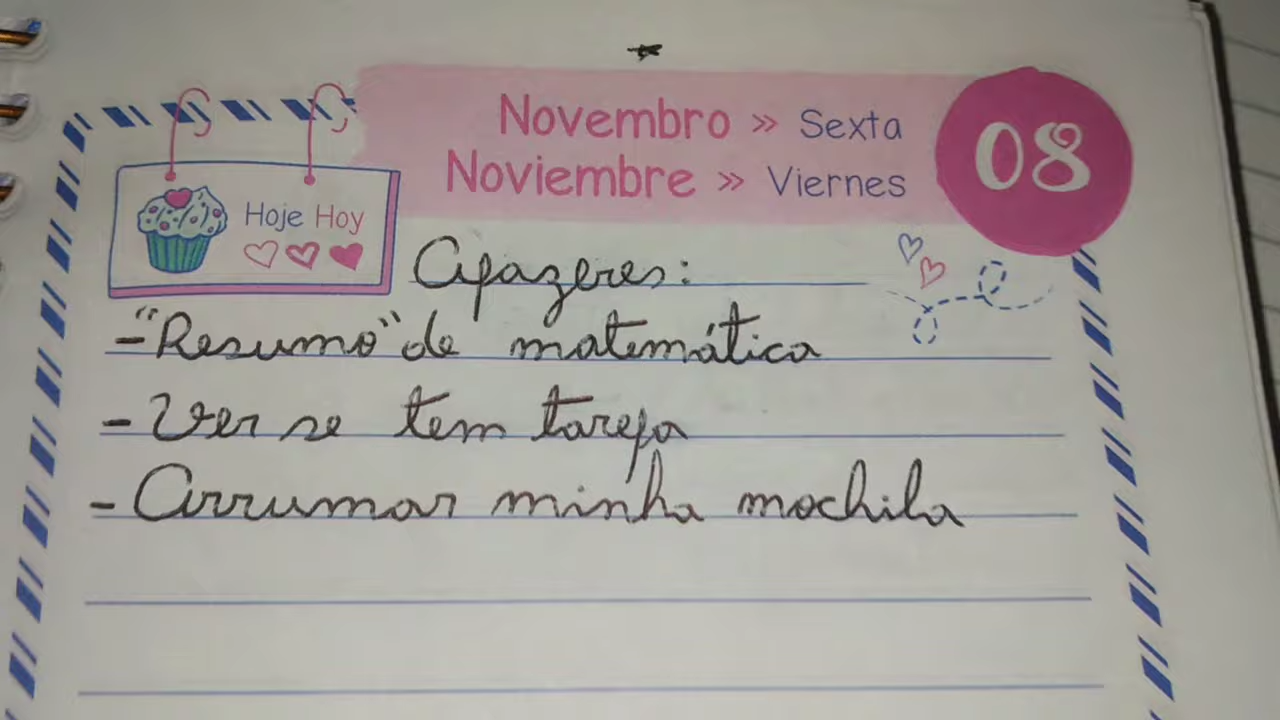 Novembro » Sexta
Noviembre » Viernes
08
Hoje Hoy
Afazeres:
-"Resumo" de matemática
- Ver se tem tarefa
- Arrumar minha mochila